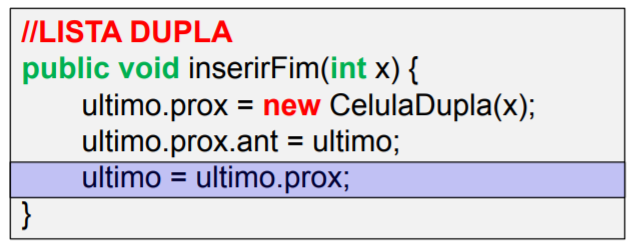 //LISTA DUPLA
public void inserirFim(int x) {
ultimo.prox = new CelulaDupla(x);
ultimo.prox.ant = ultimo;
ultimo = ultimo.prox;
}